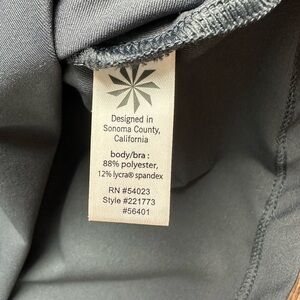 Designed in
Sonoma County,
California
body/bra :
88% polyester,
12% lycra® spandex
RN #54023
Style #221773
#56401